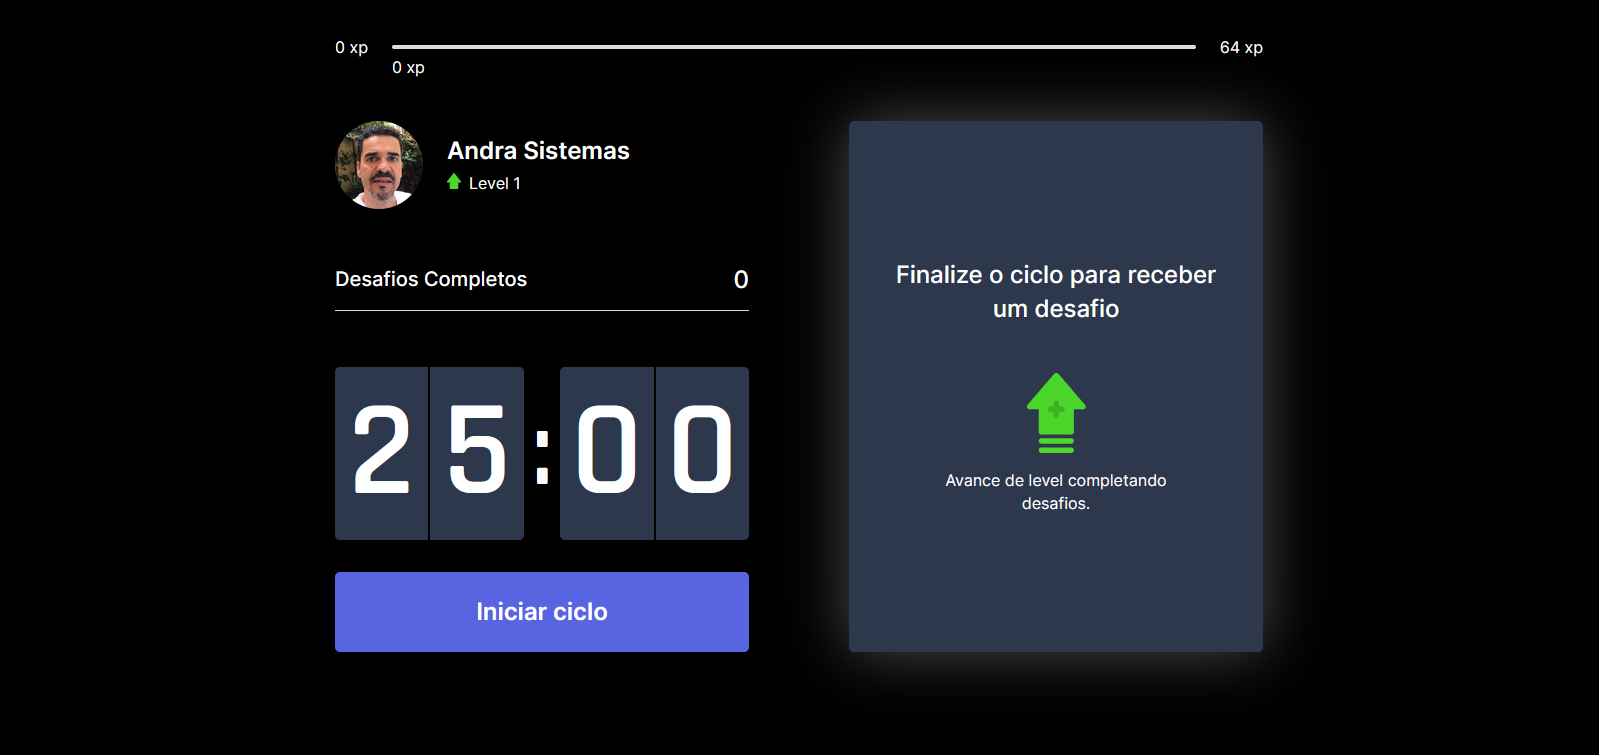 0 xp
64 xp
0 xp
Andra Sistemas
Level 1
Desafios Completos
0
25:00
Iniciar ciclo
Finalize o ciclo para receber
um desafio
Avance de level completando
desafios.